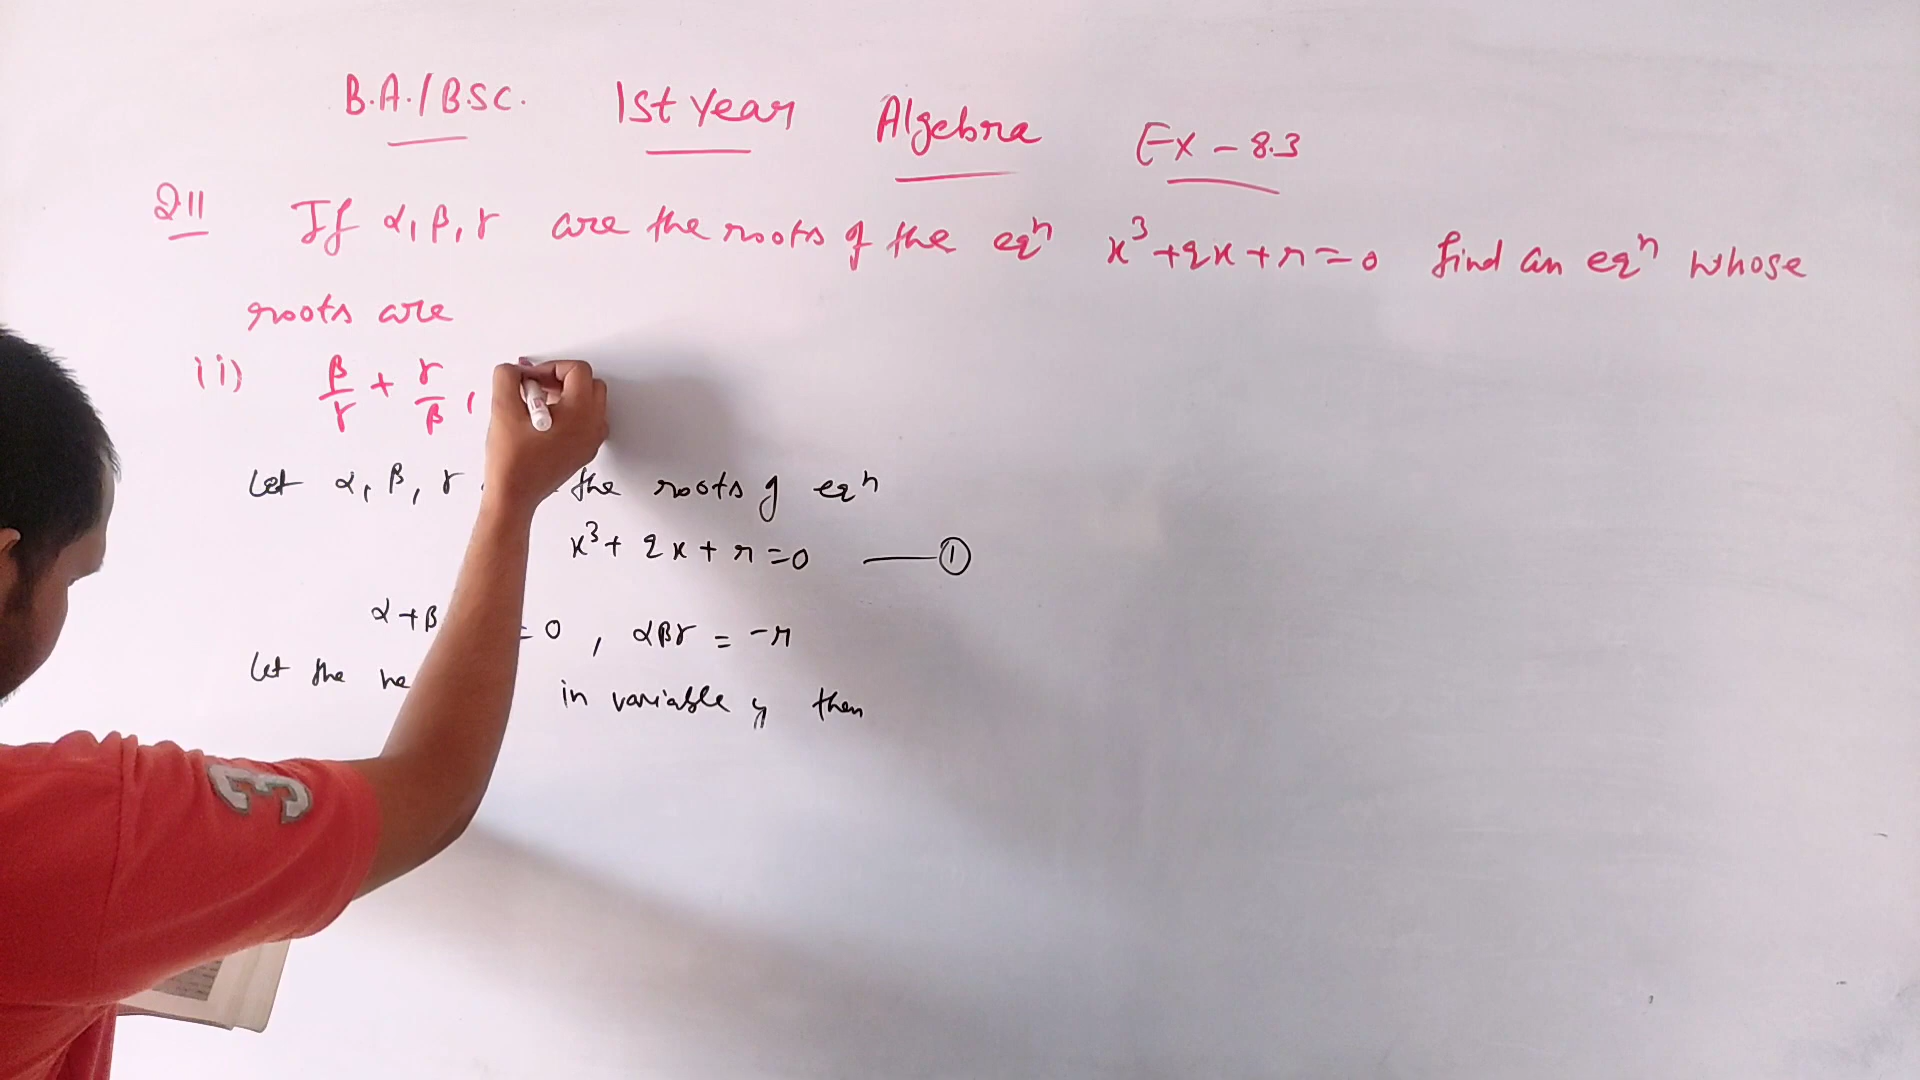 B.A./B.SC. 1st Year Algebra Ex - 8.3
Q11 If α, β, γ are the roots of the eqⁿ x³+qx+r=0 find an eqⁿ whose
roots are
ii) β/γ + γ/β ,
Let α, β, γ the roots of eqⁿ
x³+ qx + r =0 —— ①
α+β = 0 , αβγ = -r
Let the in variable y then